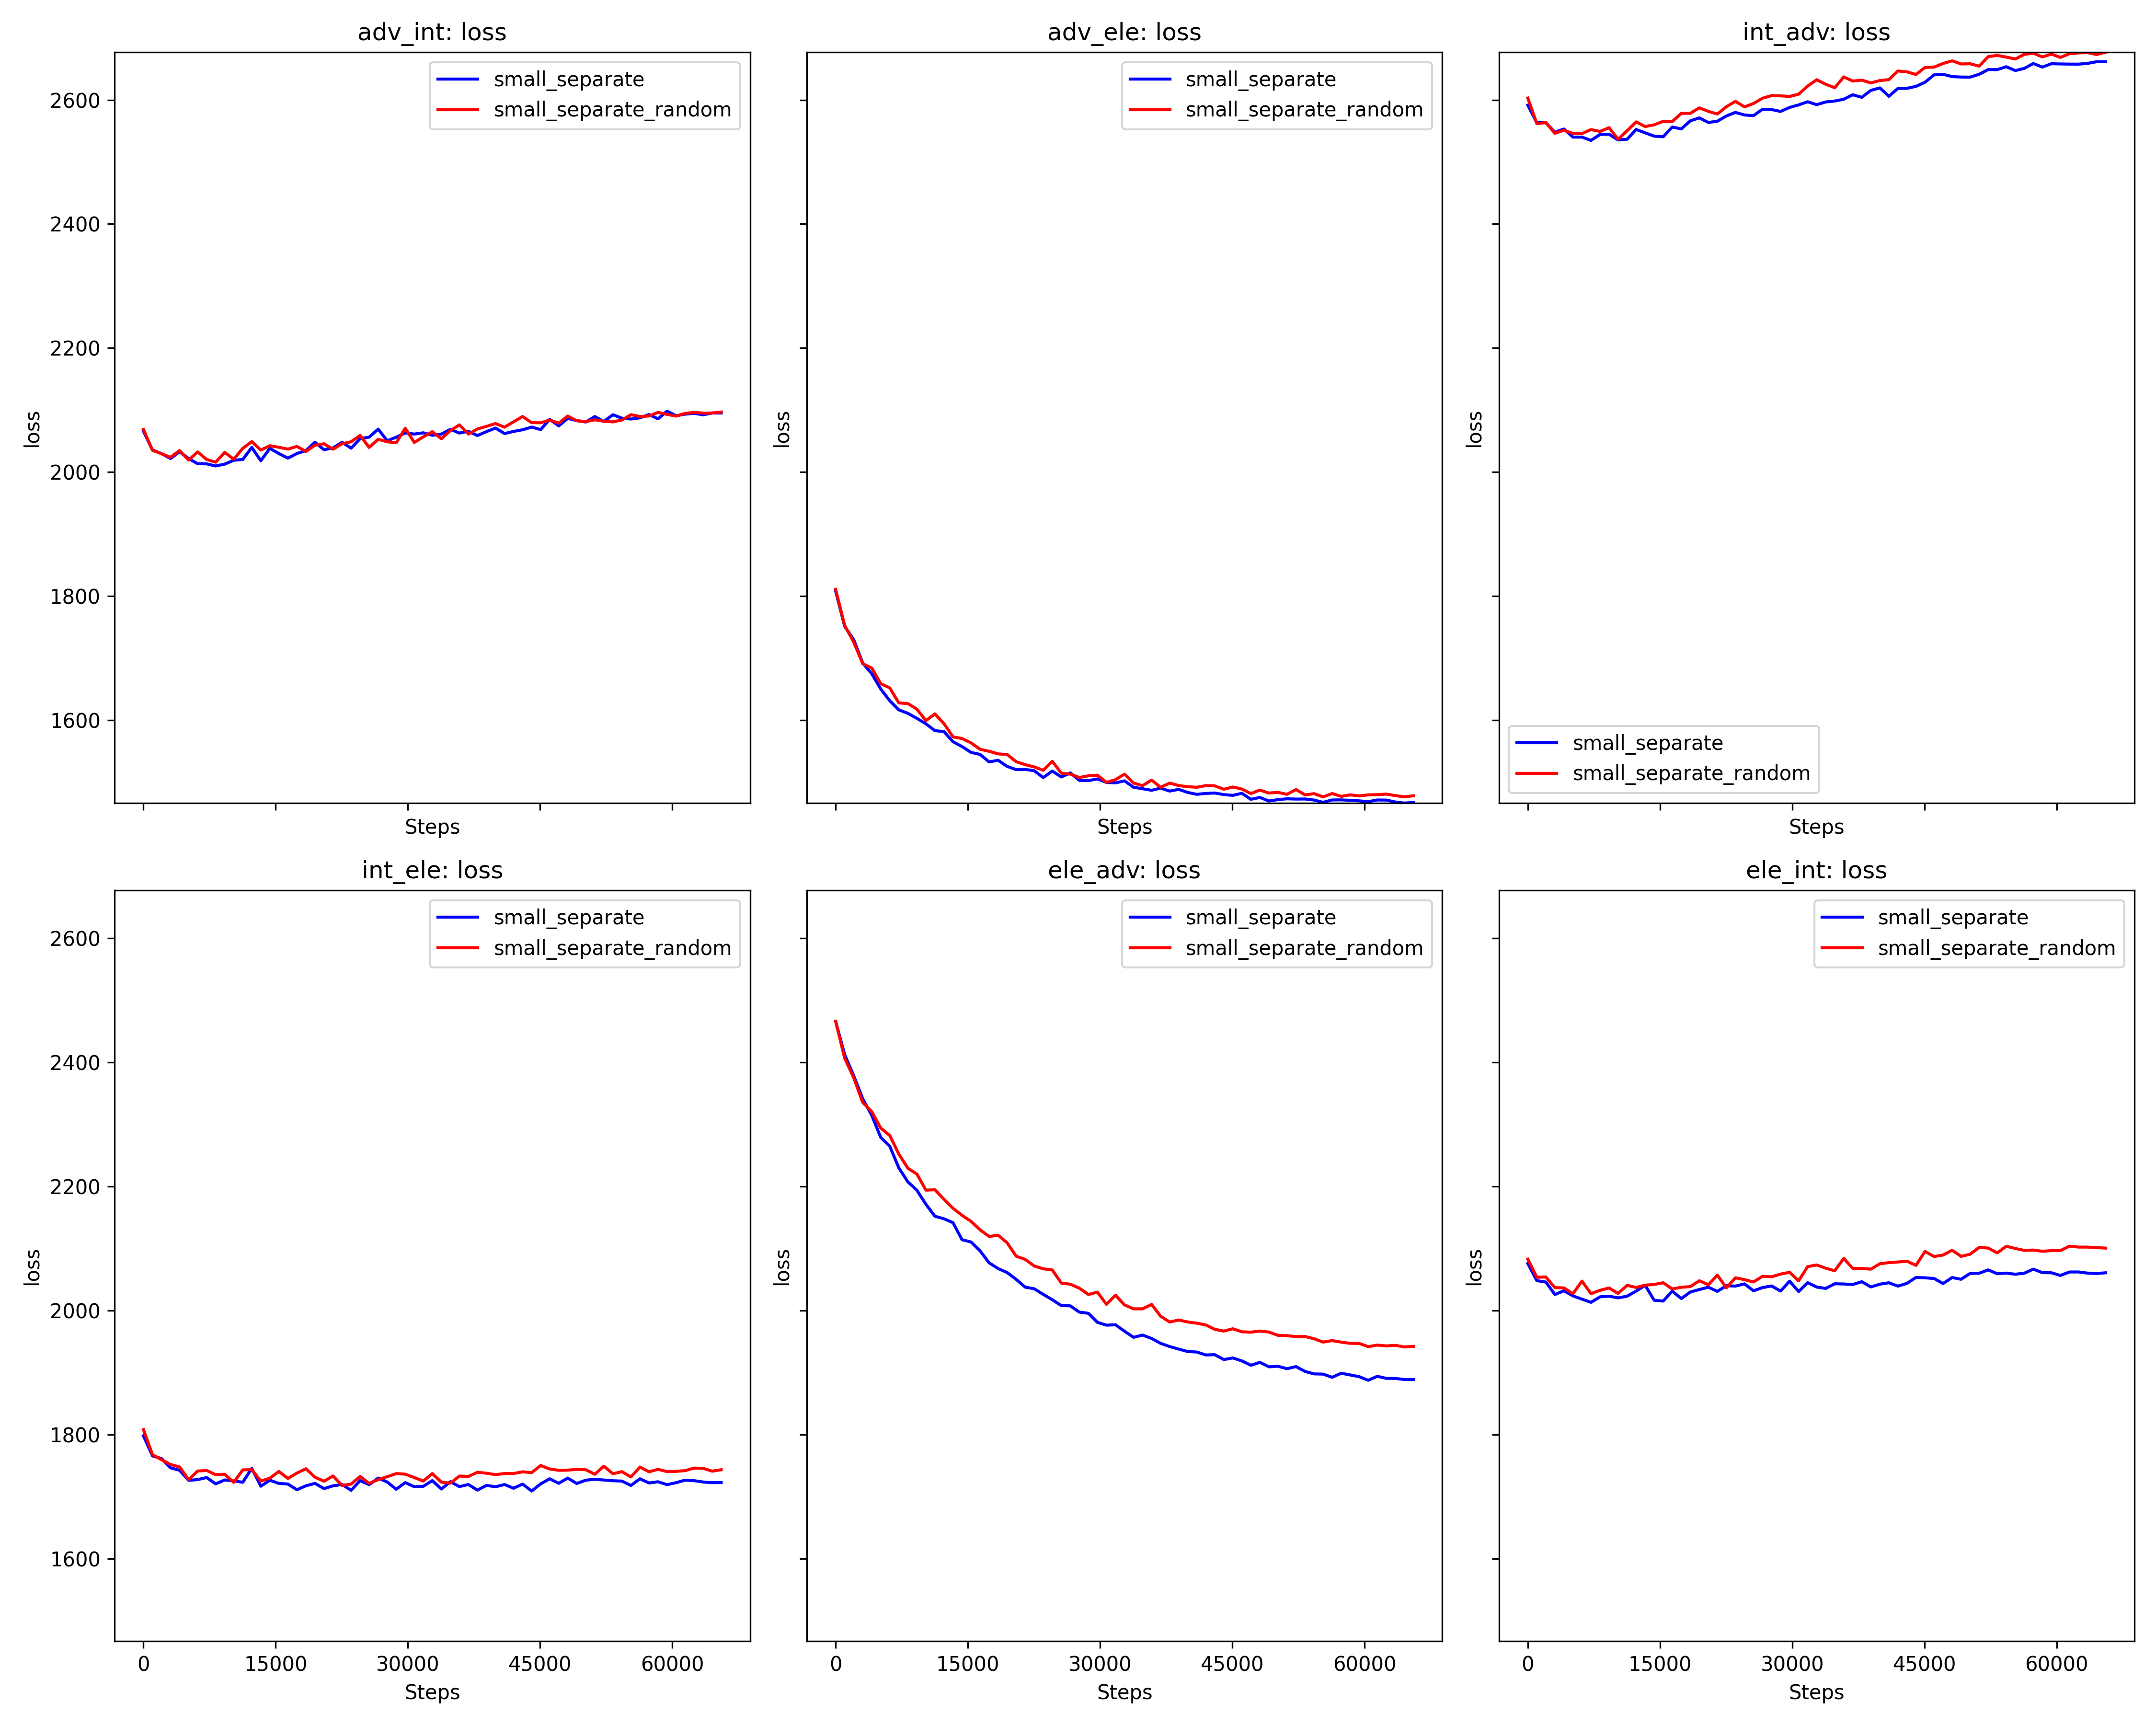 adv_int: loss
small_separate
small_separate_random
2600
2400
2200
2000
1800
1600
loss
Steps
adv_ele: loss
small_separate
small_separate_random
loss
Steps
int_adv: loss
small_separate
small_separate_random
loss
Steps
int_ele: loss
small_separate
small_separate_random
2600
2400
2200
2000
1800
1600
loss
0 15000 30000 45000 60000
Steps
ele_adv: loss
small_separate
small_separate_random
loss
0 15000 30000 45000 60000
Steps
ele_int: loss
small_separate
small_separate_random
loss
0 15000 30000 45000 60000
Steps